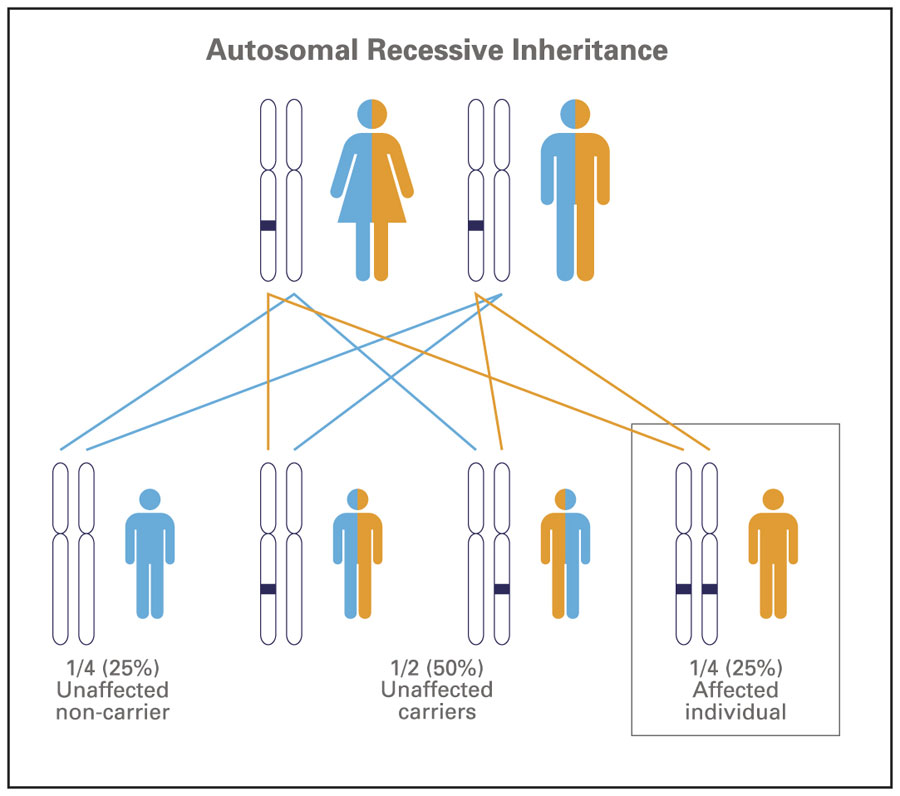 Autosomal Recessive Inheritance
1/4 (25%)
Unaffected
non-carrier
1/2 (50%)
Unaffected
carriers
1/4 (25%)
Affected
individual